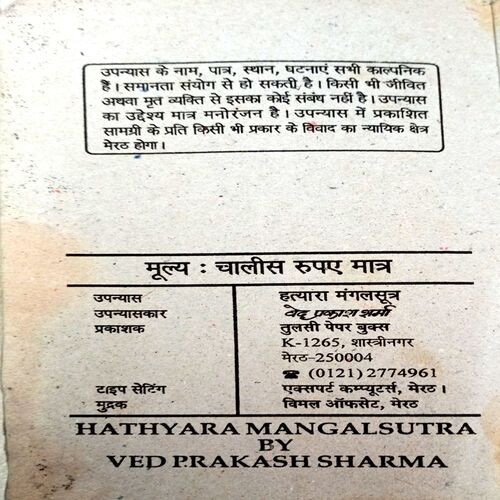 उपन्यास के नाम, पात्र, स्थान, घटनाएं सभी काल्पनिक
हैं। समानता संयोग से हो सकती है। किसी भी जीवित
अथवा मृत व्यक्ति से इसका कोई संबंध नहीं है। उपन्यास
का उद्देश्य मात्र मनोरंजन है। उपन्यास में प्रकाशित
सामग्री के प्रति किसी भी प्रकार के विवाद का न्यायिक क्षेत्र
मेरठ होगा।
मूल्य : चालीस रुपए मात्र
उपन्यास हत्यारा मंगलसूत्र
उपन्यासकार वेद प्रकाश शर्मा
प्रकाशक तुलसी पेपर बुक्स
K-1265, शास्त्रीनगर
मेरठ-250004
☎ (0121) 2774961
टाइप सेटिंग एक्सपर्ट कम्प्यूटर्स, मेरठ।
मुद्रक विमल ऑफसेट, मेरठ
HATHYARA MANGALSUTRA
BY
VED PRAKASH SHARMA